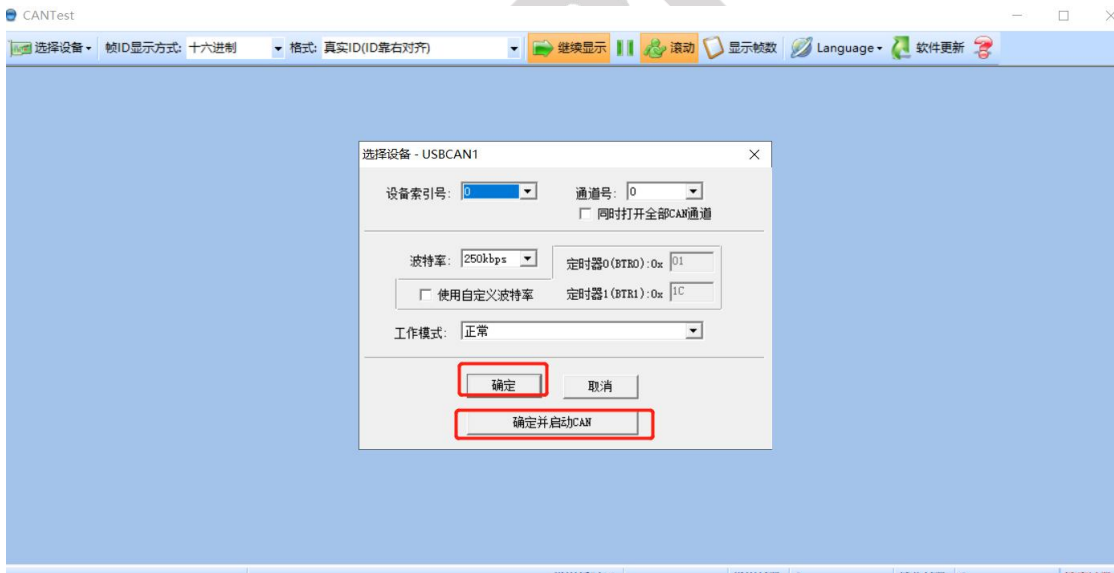 CANTest
选择设备 帧ID显示方式: 十六进制 格式: 真实ID(ID靠右对齐) 继续显示 滚动 显示帧数 Language 软件更新
选择设备 - USBCAN1
设备索引号: 0 通道号: 0
同时打开全部CAN通道
波特率: 250kbps 定时器0(BTR0):0x 01
使用自定义波特率 定时器1(BTR1):0x 1C
工作模式: 正常
确定 取消
确定并启动CAN